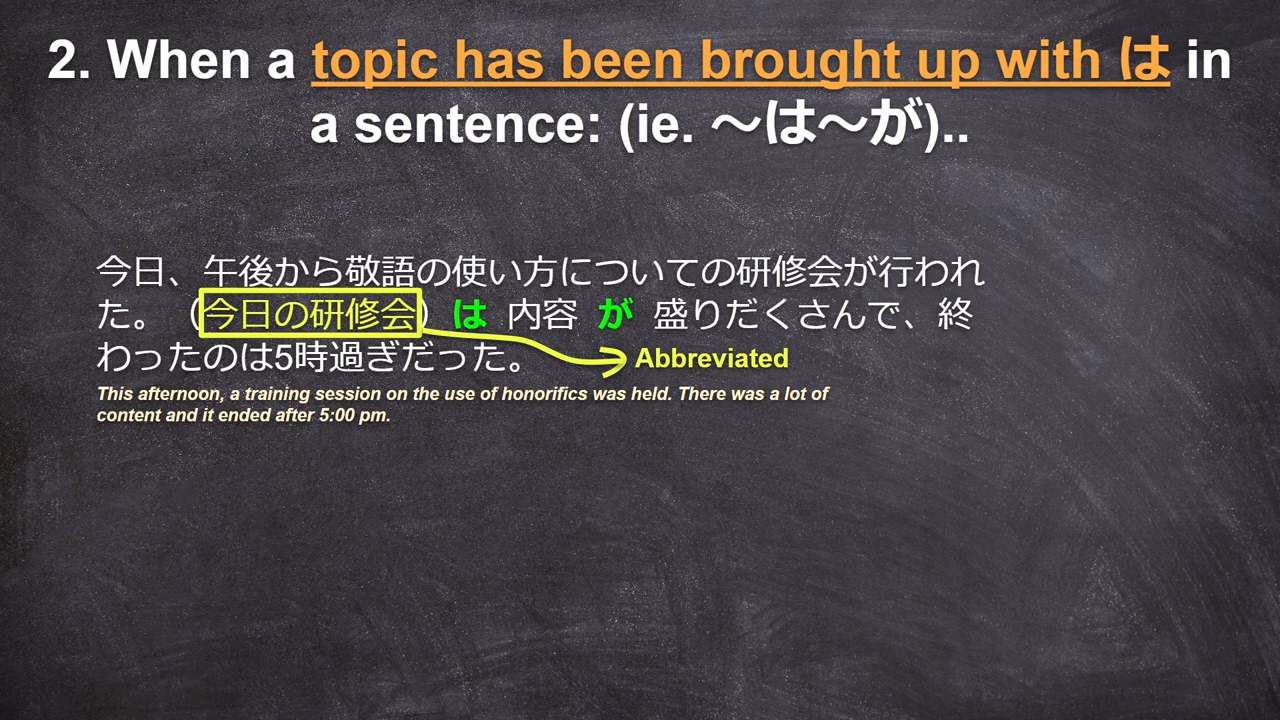 2. When a topic has been brought up with は in
a sentence: (ie. 〜は〜が)..
今日、午後から敬語の使い方についての研修会が行われ
た。（今日の研修会）は 内容 が 盛りだくさんで、終
わったのは5時過ぎだった。
Abbreviated
This afternoon, a training session on the use of honorifics was held. There was a lot of
content and it ended after 5:00 pm.